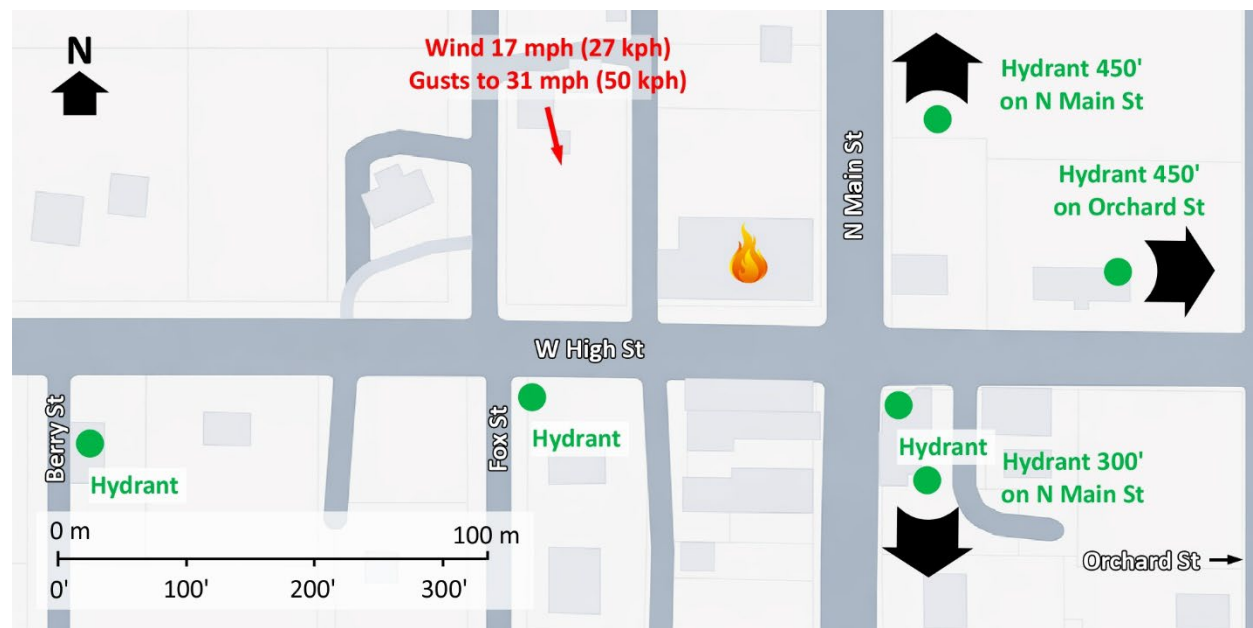 N
Wind 17 mph (27 kph)
Gusts to 31 mph (50 kph)
Hydrant 450'
on N Main St
N Main St
Hydrant 450'
on Orchard St
W High St
Berry St
Hydrant
Fox St
Hydrant
Hydrant
Hydrant 300'
on N Main St
0 m 100 m
0' 100' 200' 300'
Orchard St